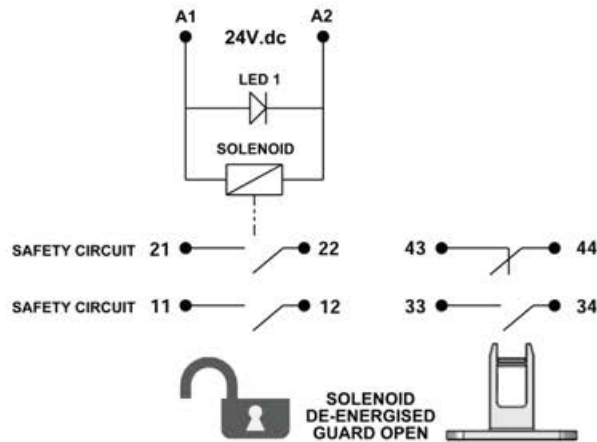 A1 A2
24V.dc
LED 1
SOLENOID
SAFETY CIRCUIT 21 22 43 44
SAFETY CIRCUIT 11 12 33 34
SOLENOID
DE-ENERGISED
GUARD OPEN